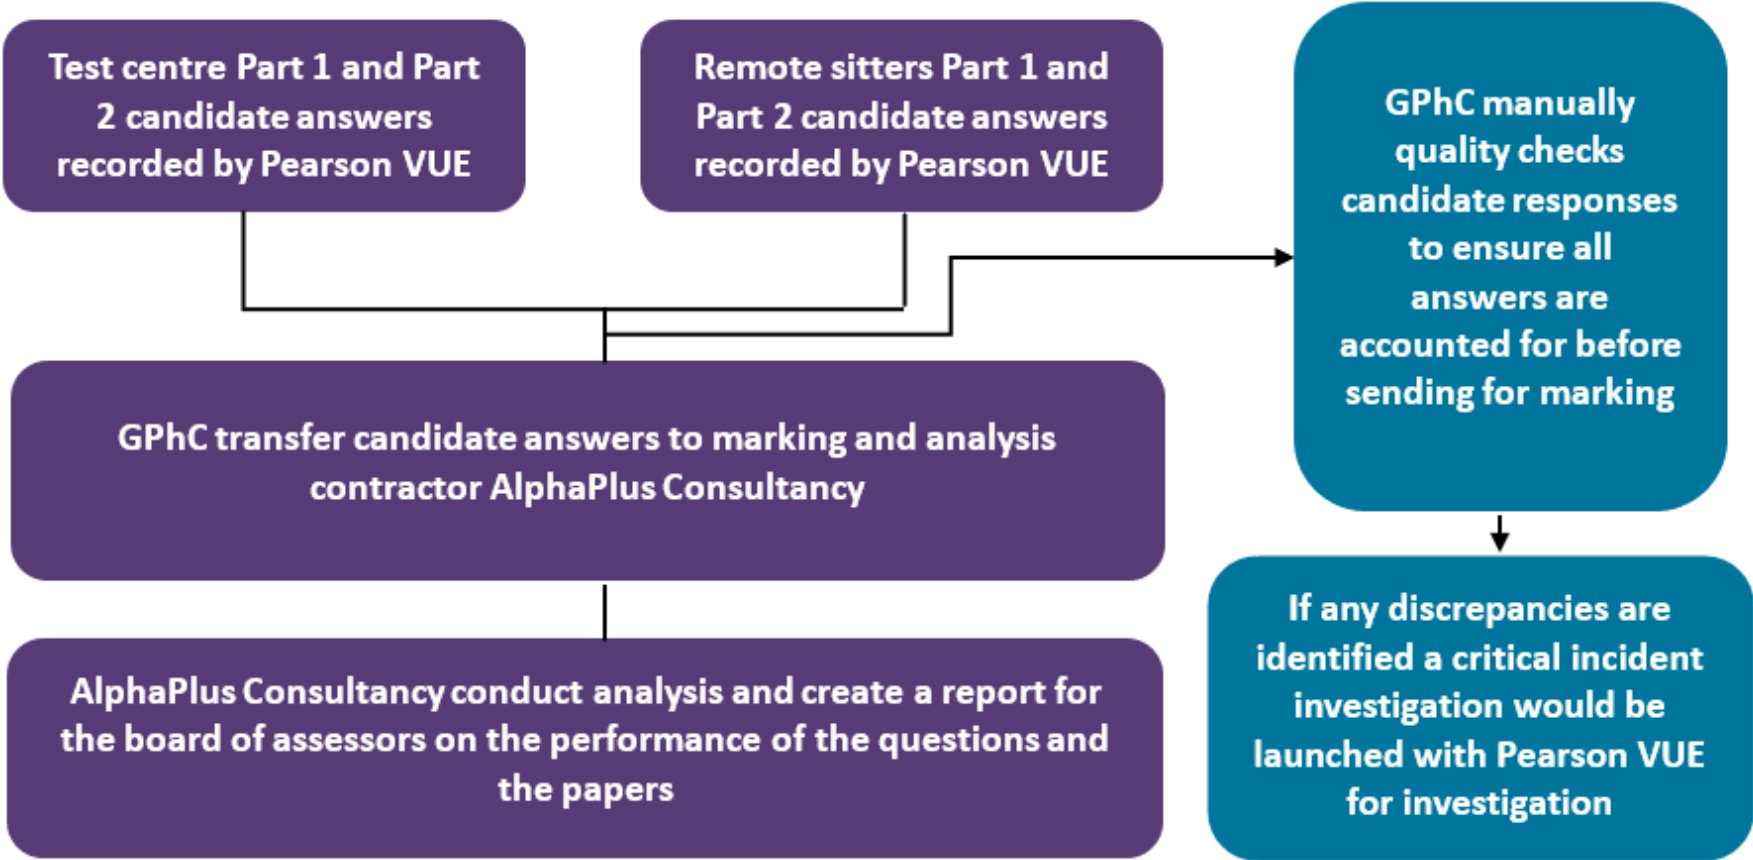 Test centre Part 1 and Part
2 candidate answers
recorded by Pearson VUE
Remote sitters Part 1 and
Part 2 candidate answers
recorded by Pearson VUE
GPhC manually
quality checks
candidate responses
to ensure all
answers are
accounted for before
sending for marking
GPhC transfer candidate answers to marking and analysis
contractor AlphaPlus Consultancy
If any discrepancies are
identified a critical incident
investigation would be
launched with Pearson VUE
for investigation
AlphaPlus Consultancy conduct analysis and create a report for
the board of assessors on the performance of the questions and
the papers